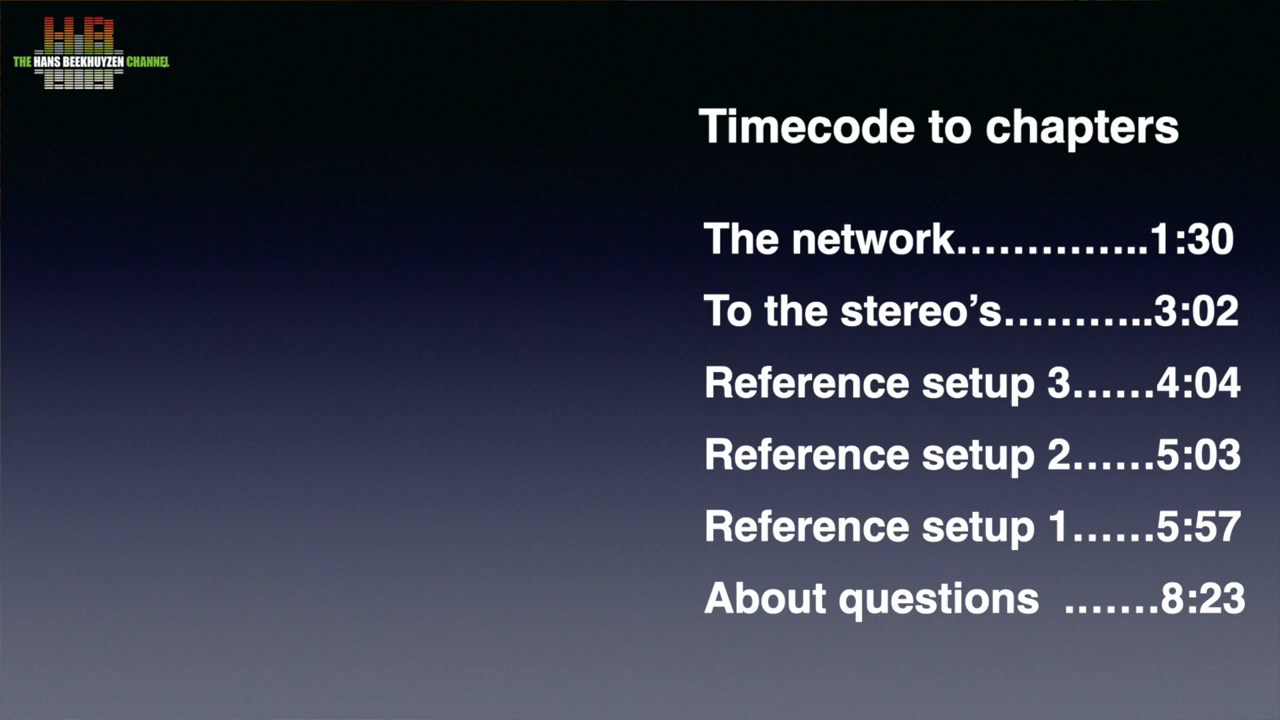 THE HANS BEEKHUYZEN CHANNEL
Timecode to chapters
The network…………...1:30
To the stereo’s………...3:02
Reference setup 3……4:04
Reference setup 2……5:03
Reference setup 1……5:57
About questions .……8:23